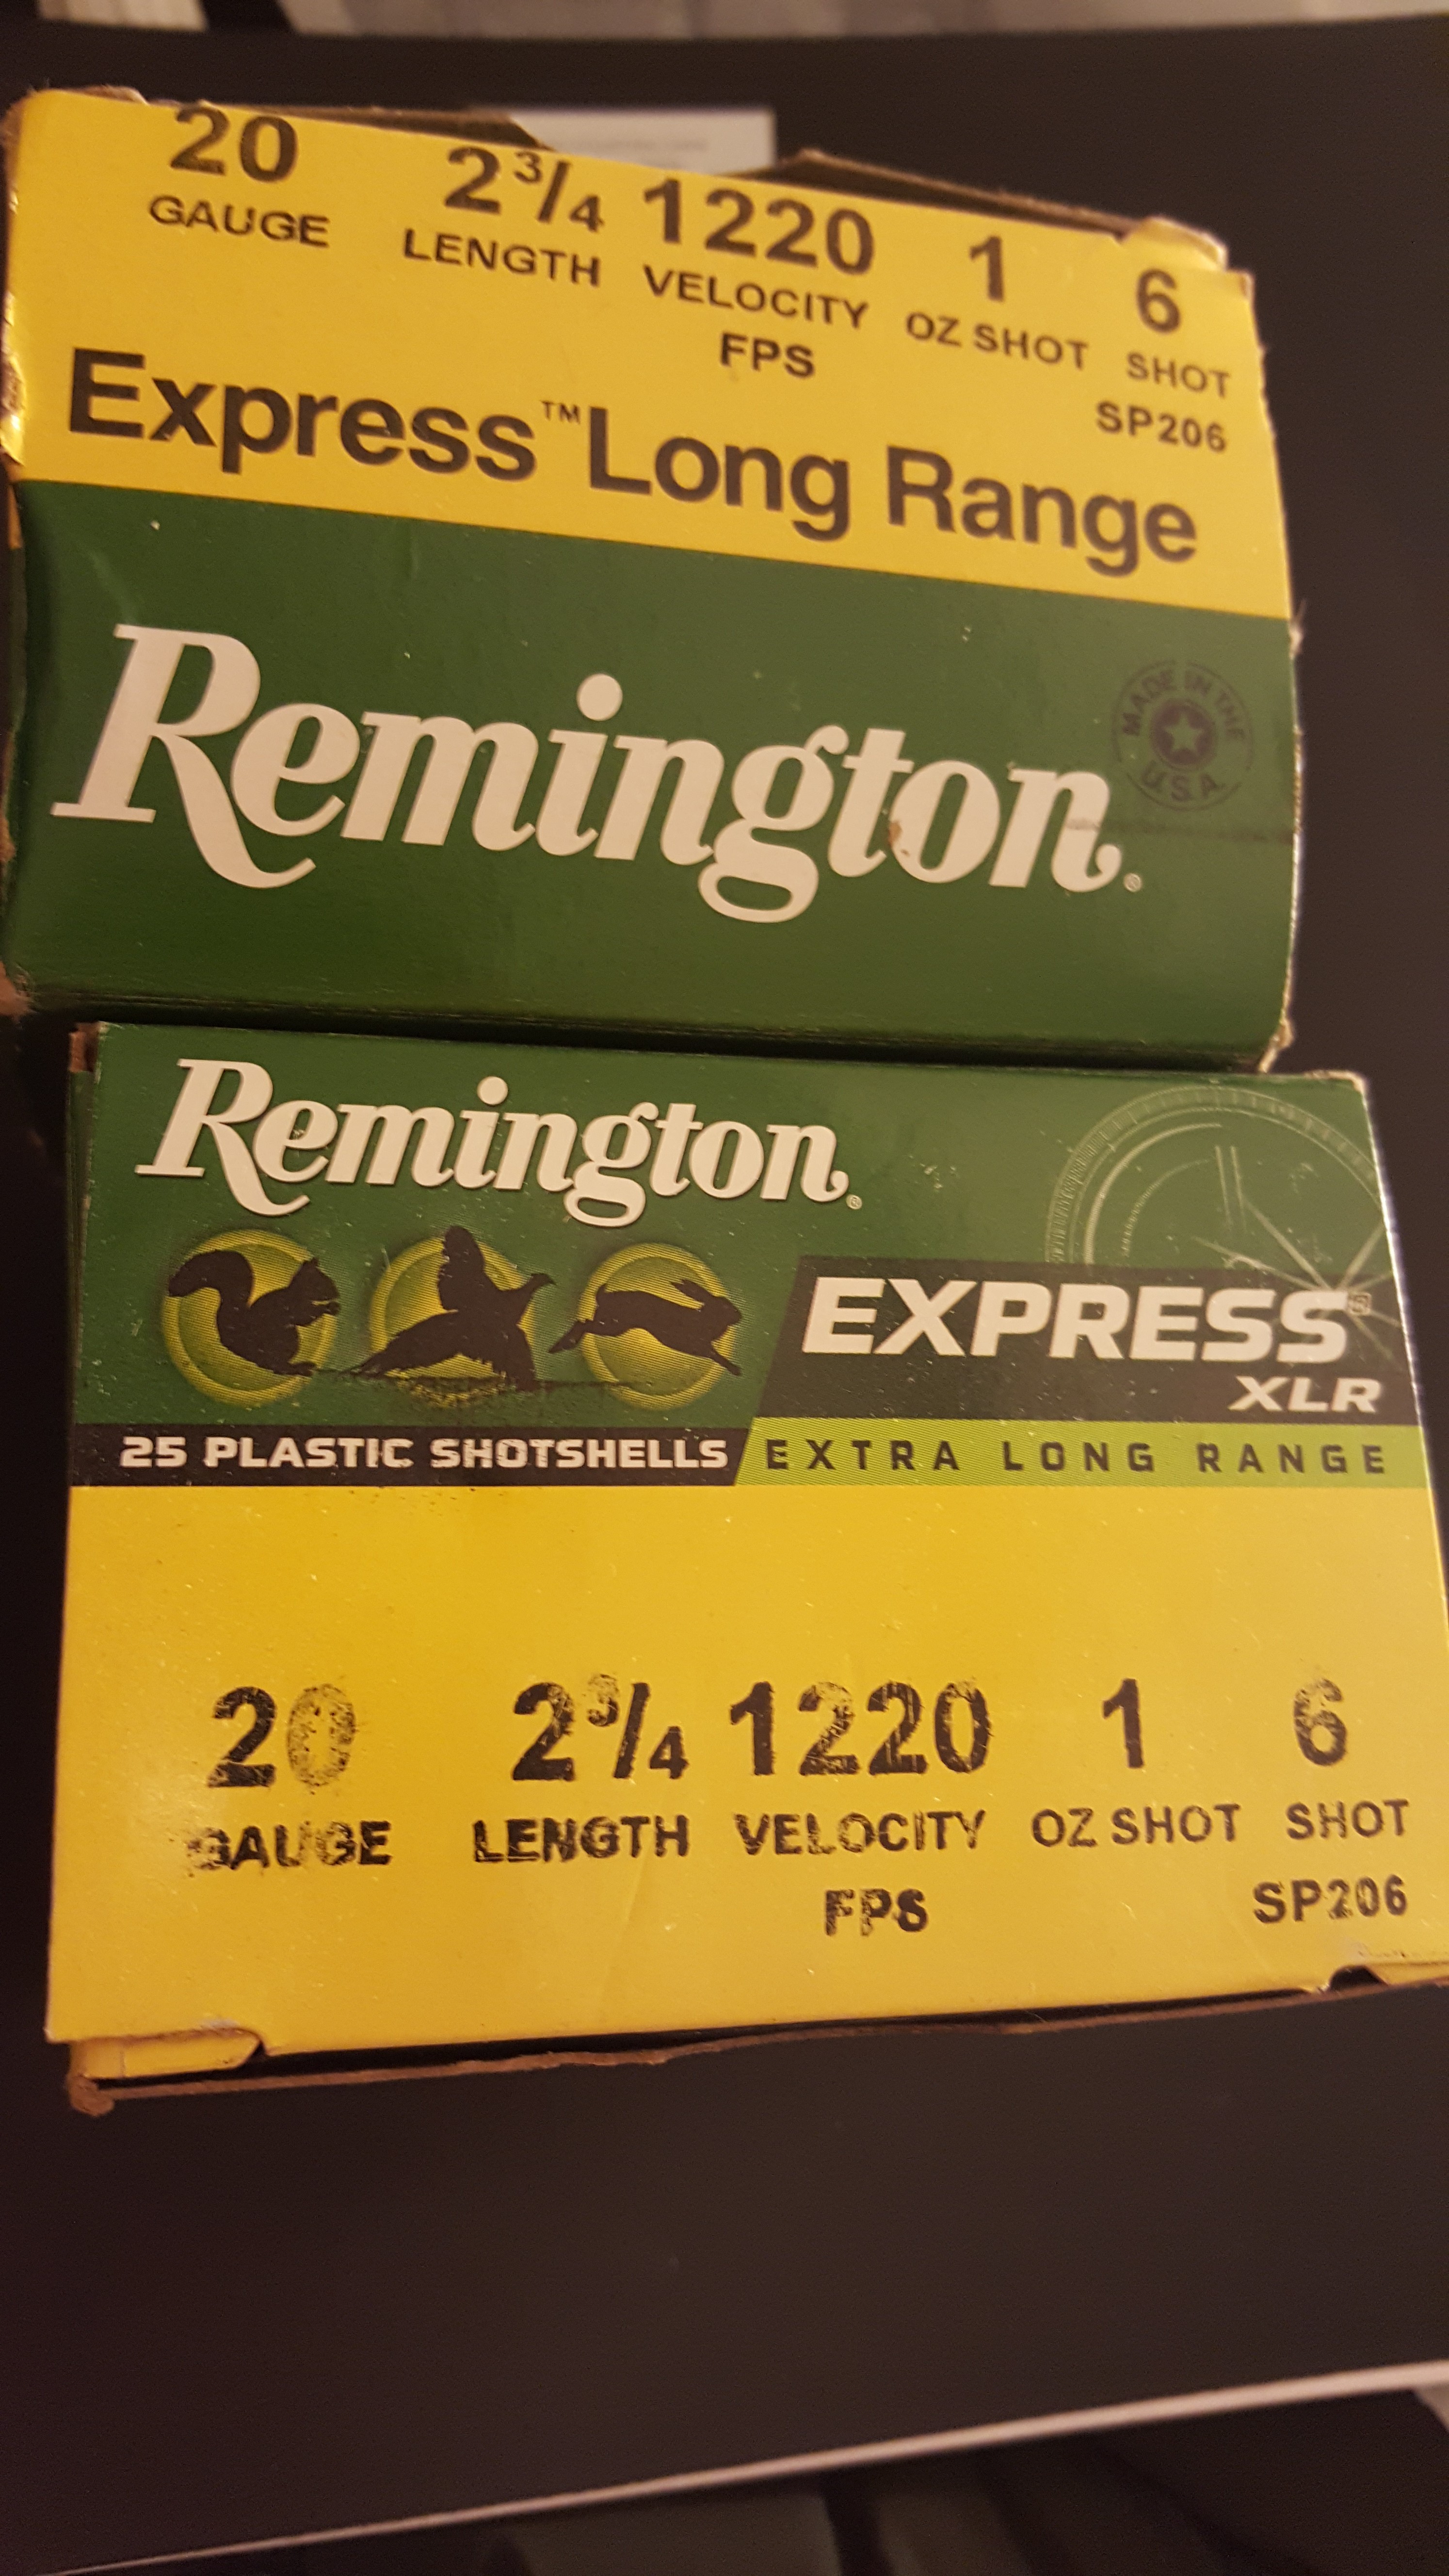 20 2 3/4 1220 1 6
GAUGE LENGTH VELOCITY OZ SHOT SHOT
FPS SP206
Express™ Long Range
Remington®
MADE IN THE
U.S.A.
Remington®
EXPRESS®
XLR
25 PLASTIC SHOTSHELLS EXTRA LONG RANGE
20 2 3/4 1220 1 6
GAUGE LENGTH VELOCITY OZ SHOT SHOT
FPS SP206